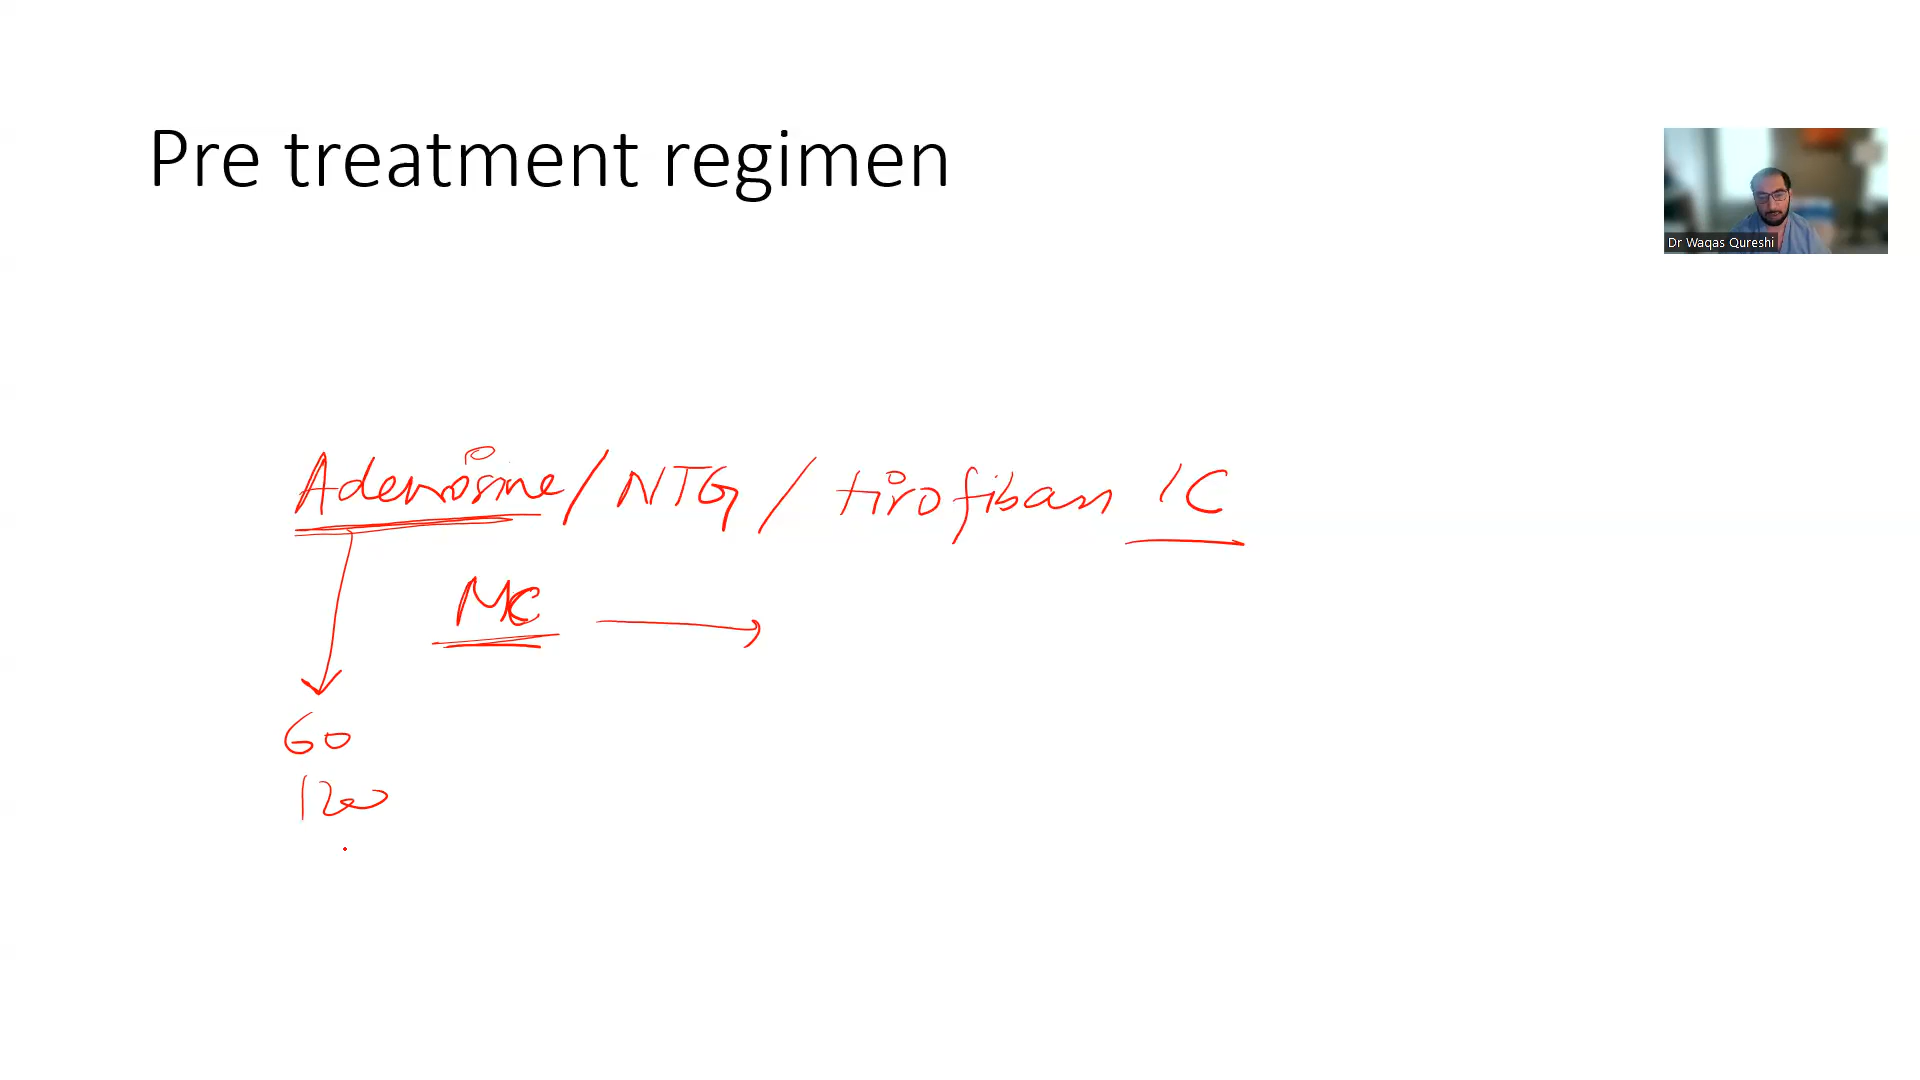 Pre treatment regimen
Dr Waqas Qureshi
Adenosine / NTG / tirofiban IC
MC
60
120